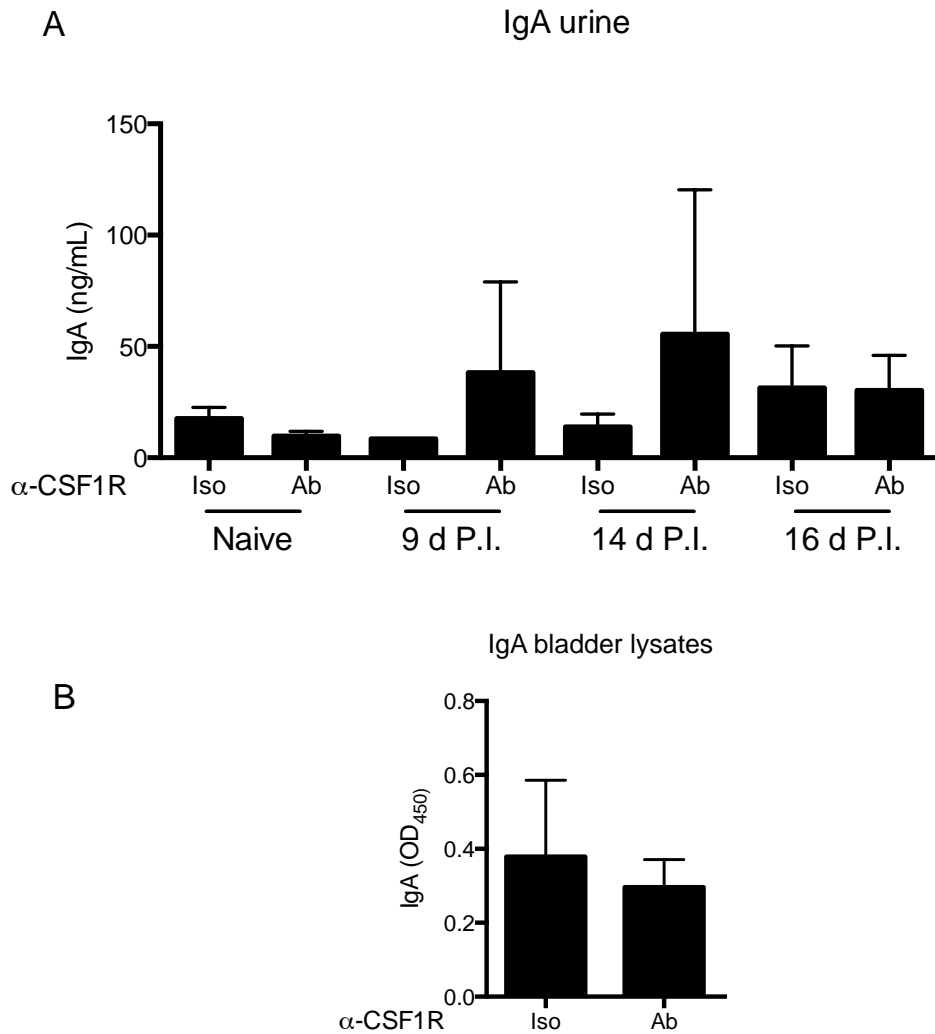 A
IgA urine
IgA (ng/mL)
150
100
50
0
α-CSF1R Iso Ab Iso Ab Iso Ab Iso Ab
Naive 9 d P.I. 14 d P.I. 16 d P.I.
IgA bladder lysates
B
IgA (OD450)
0.8
0.6
0.4
0.2
0.0
α-CSF1R Iso Ab